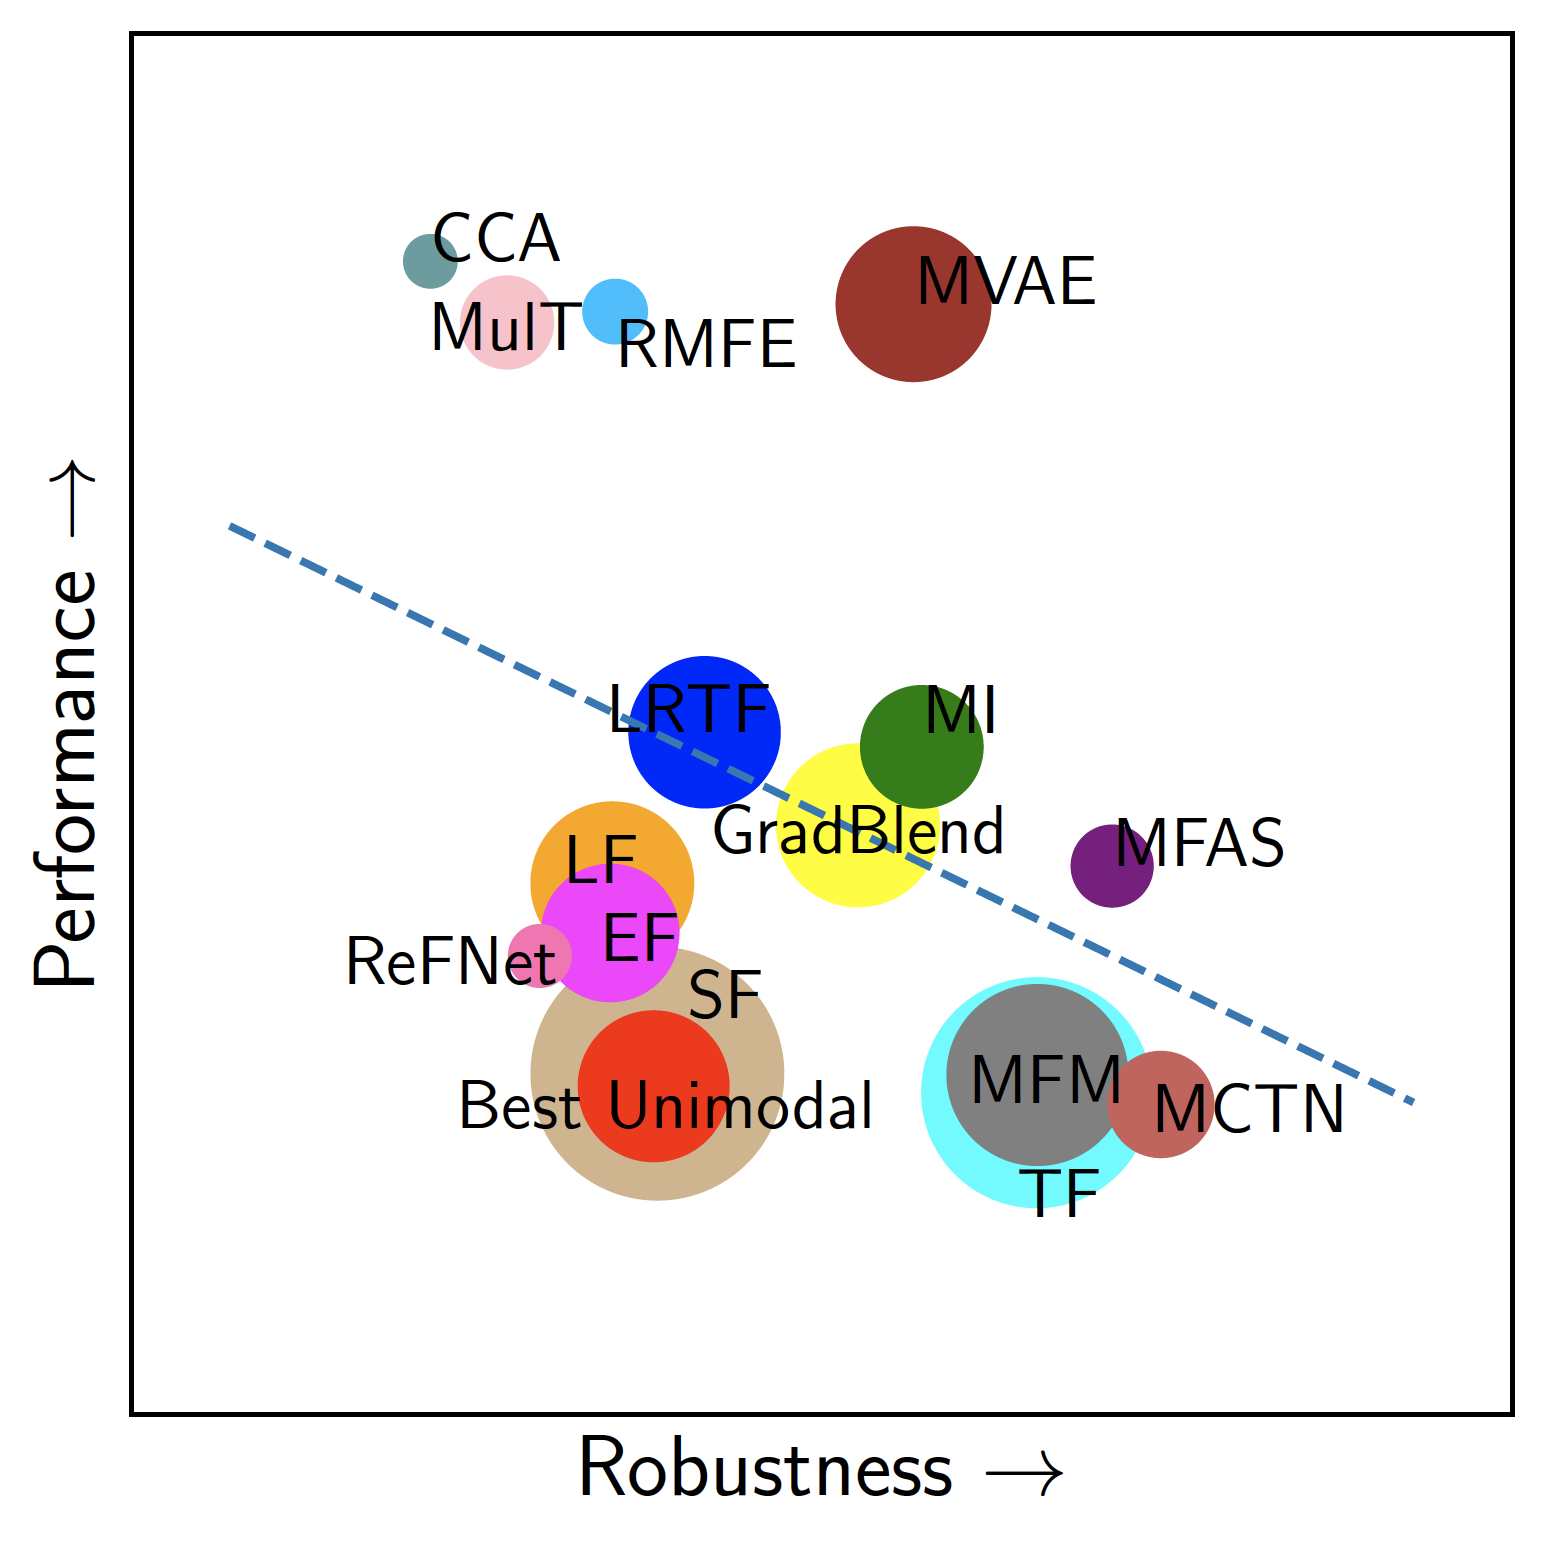 CCA
MVAE
MulT
RMFE
LRTF
MI
GradBlend
MFAS
LF
EF
ReFNet
SF
MFM
Best Unimodal
MCTN
TF
Performance →
Robustness →